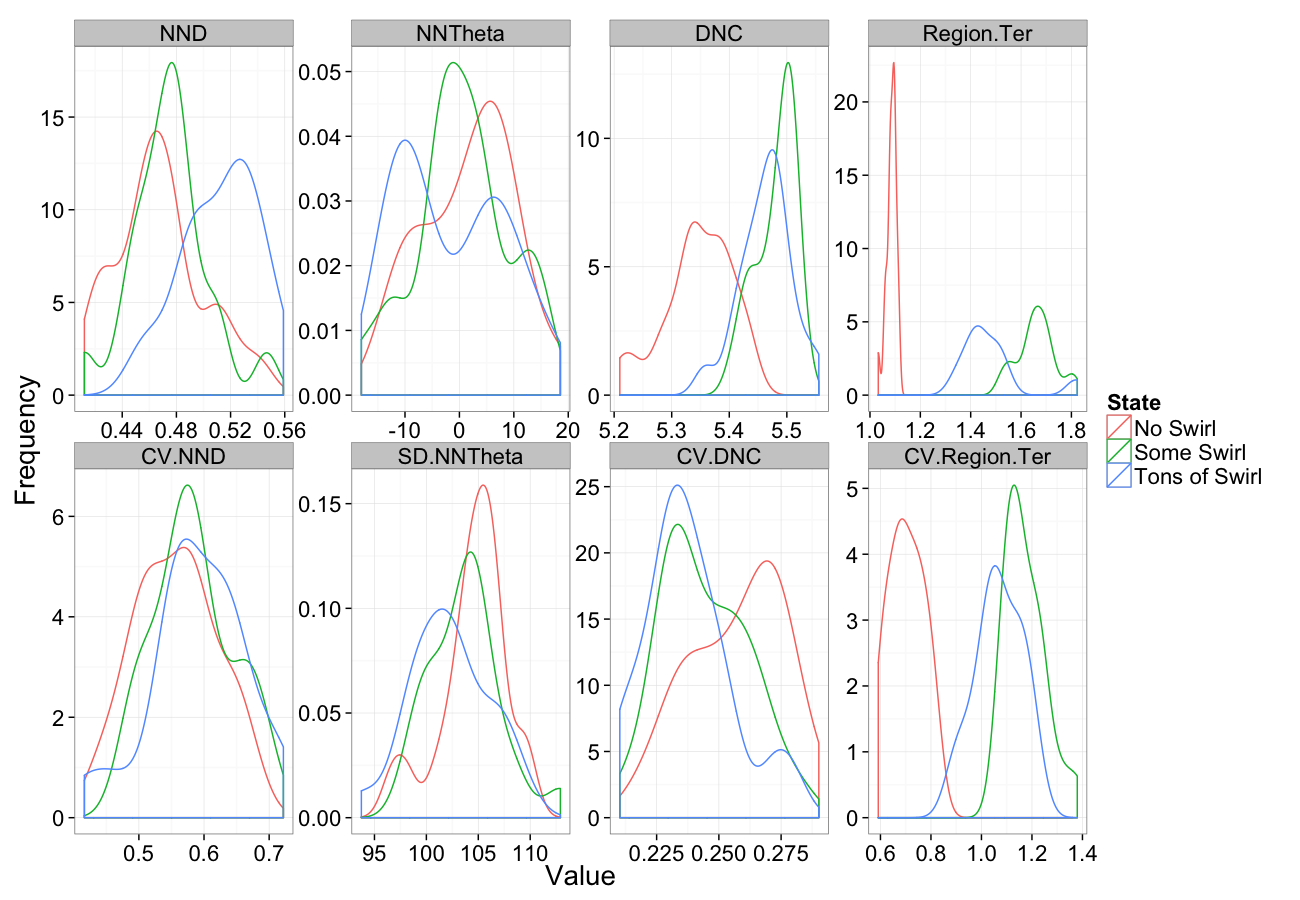 NND NNTheta DNC Region.Ter
0 5 10 15
0.00 0.01 0.02 0.03 0.04 0.05
0 5 10
0 5 10 15 20
0.44 0.48 0.52 0.56
-10 0 10 20
5.2 5.3 5.4 5.5
1.0 1.2 1.4 1.6 1.8
CV.NND SD.NNTheta CV.DNC CV.Region.Ter
0 2 4 6
0.00 0.05 0.10 0.15
0 5 10 15 20 25
0 1 2 3 4 5
0.5 0.6 0.7
95 100 105 110
0.225 0.250 0.275
0.6 0.8 1.0 1.2 1.4
Frequency
Value
State
No Swirl
Some Swirl
Tons of Swirl